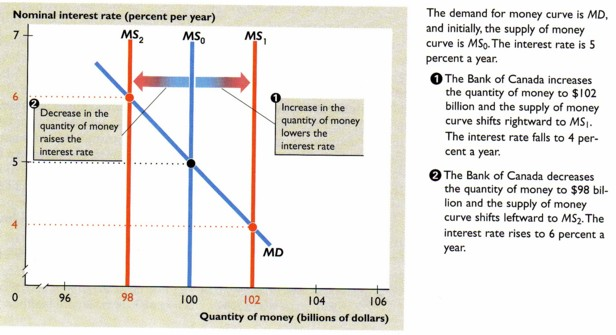 Nominal interest rate (percent per year)
7
MS2
MS0
MS1
6
❷
Decrease in the
quantity of money
raises the
interest rate
❶
Increase in the
quantity of money
lowers the
interest rate
5
4
MD
0
96
98
100
102
104
106
Quantity of money (billions of dollars)
The demand for money curve is MD,
and initially, the supply of money
curve is MS0. The interest rate is 5
percent a year.
❶ The Bank of Canada increases
the quantity of money to $102
billion and the supply of money
curve shifts rightward to MS1.
The interest rate falls to 4 per-
cent a year.
❷ The Bank of Canada decreases
the quantity of money to $98 bil-
lion and the supply of money
curve shifts leftward to MS2. The
interest rate rises to 6 percent a
year.